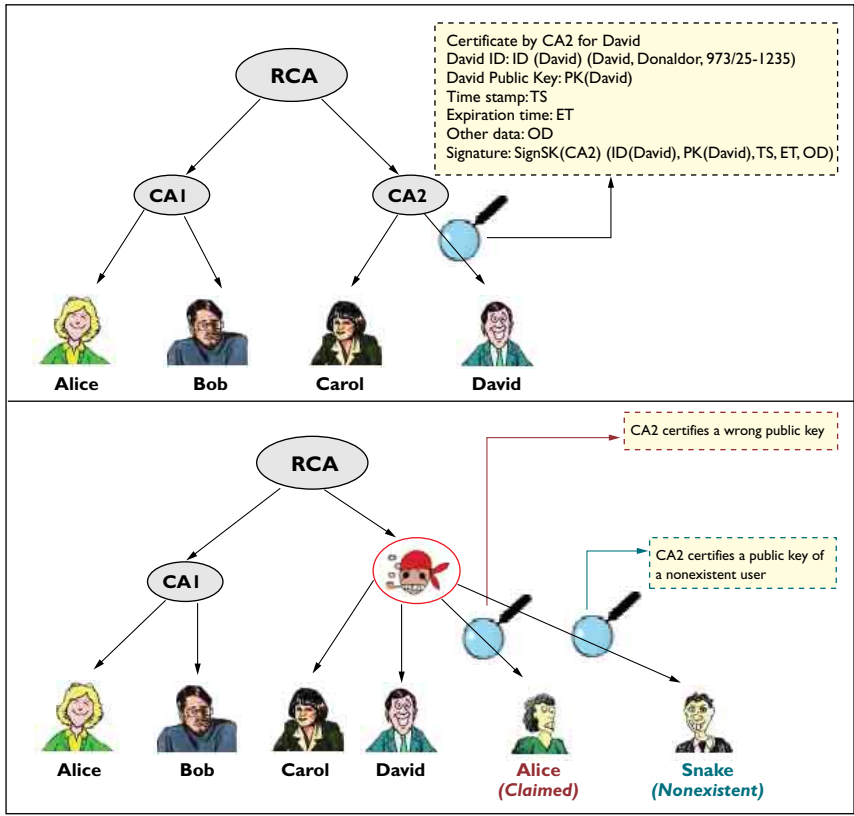 RCA
Certificate by CA2 for David
David ID: ID (David) (David, Donaldor, 973/25-1235)
David Public Key: PK(David)
Time stamp: TS
Expiration time: ET
Other data: OD
Signature: SignSK(CA2) (ID(David), PK(David), TS, ET, OD)
CA1 CA2
Alice Bob Carol David
CA2 certifies a wrong public key
RCA
CA2 certifies a public key of
a nonexistent user
CA1
Alice Bob Carol David Alice Snake
(Claimed) (Nonexistent)